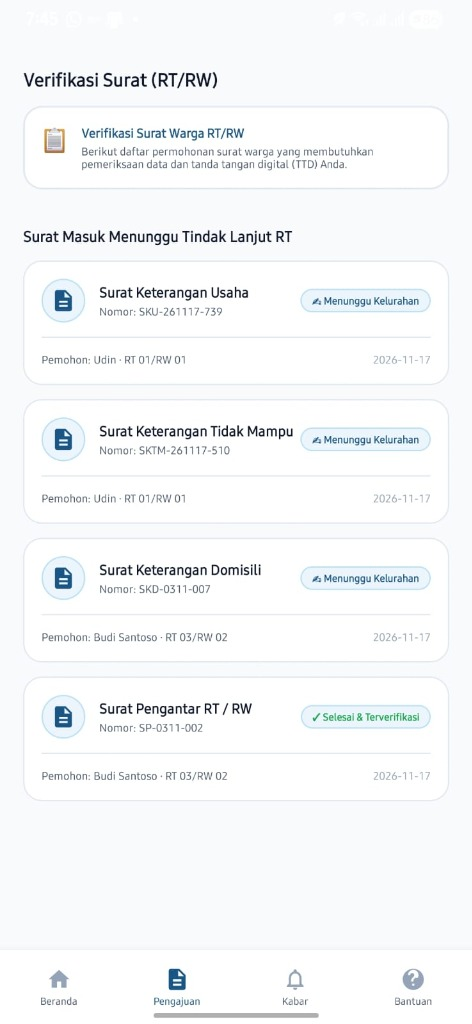 7:45
Verifikasi Surat (RT/RW)
Verifikasi Surat Warga RT/RW
Berikut daftar permohonan surat warga yang membutuhkan
pemeriksaan data dan tanda tangan digital (TTD) Anda.
Surat Masuk Menunggu Tindak Lanjut RT
Surat Keterangan Usaha
✍ Menunggu Kelurahan
Nomor: SKU-261117-739
Pemohon: Udin · RT 01/RW 01
2026-11-17
Surat Keterangan Tidak Mampu
✍ Menunggu Kelurahan
Nomor: SKTM-261117-510
Pemohon: Udin · RT 01/RW 01
2026-11-17
Surat Keterangan Domisili
✍ Menunggu Kelurahan
Nomor: SKD-0311-007
Pemohon: Budi Santoso · RT 03/RW 02
2026-11-17
Surat Pengantar RT / RW
✓ Selesai & Terverifikasi
Nomor: SP-0311-002
Pemohon: Budi Santoso · RT 03/RW 02
2026-11-17
Beranda
Pengajuan
Kabar
Bantuan